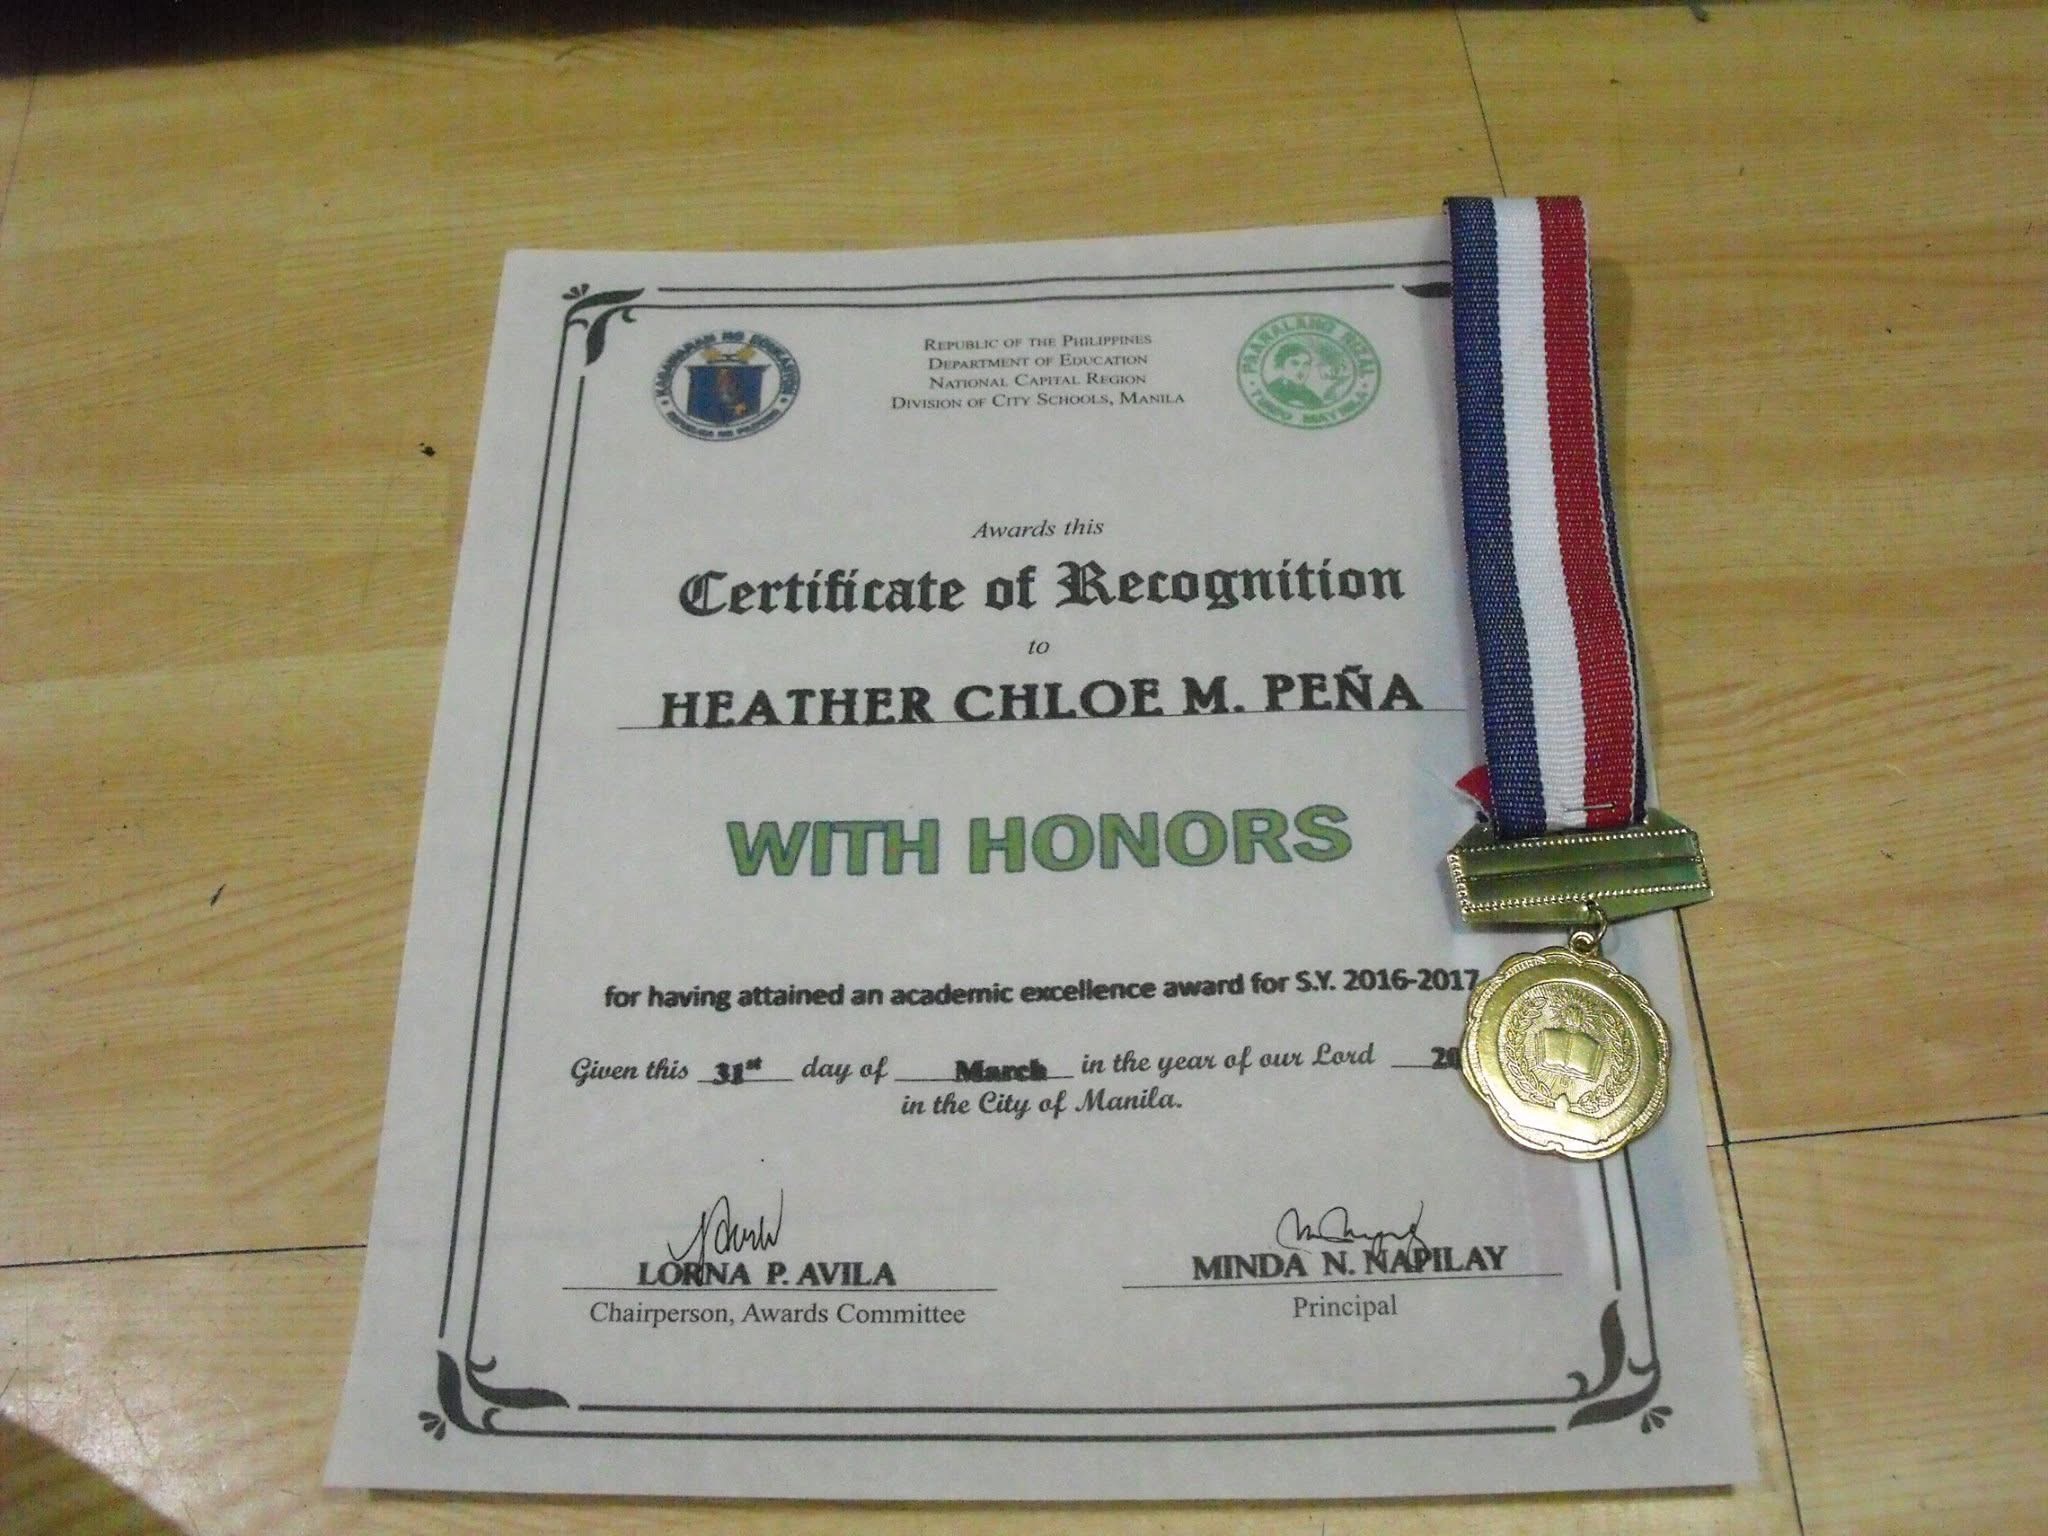 KAGAWARAN NG EDUKASYON
REPUBLIKA NG PILIPINAS
REPUBLIC OF THE PHILIPPINES
DEPARTMENT OF EDUCATION
NATIONAL CAPITAL REGION
DIVISION OF CITY SCHOOLS, MANILA
PAARALANG RIZAL
TUNDO MAYNILA
Awards this
Certificate of Recognition
to
HEATHER CHLOE M. PEÑA
WITH HONORS
for having attained an academic excellence award for S.Y. 2016-2017
Given this 31st day of March in the year of our Lord 20
in the City of Manila.
LORNA P. AVILA
Chairperson, Awards Committee
MINDA N. NAPILAY
Principal